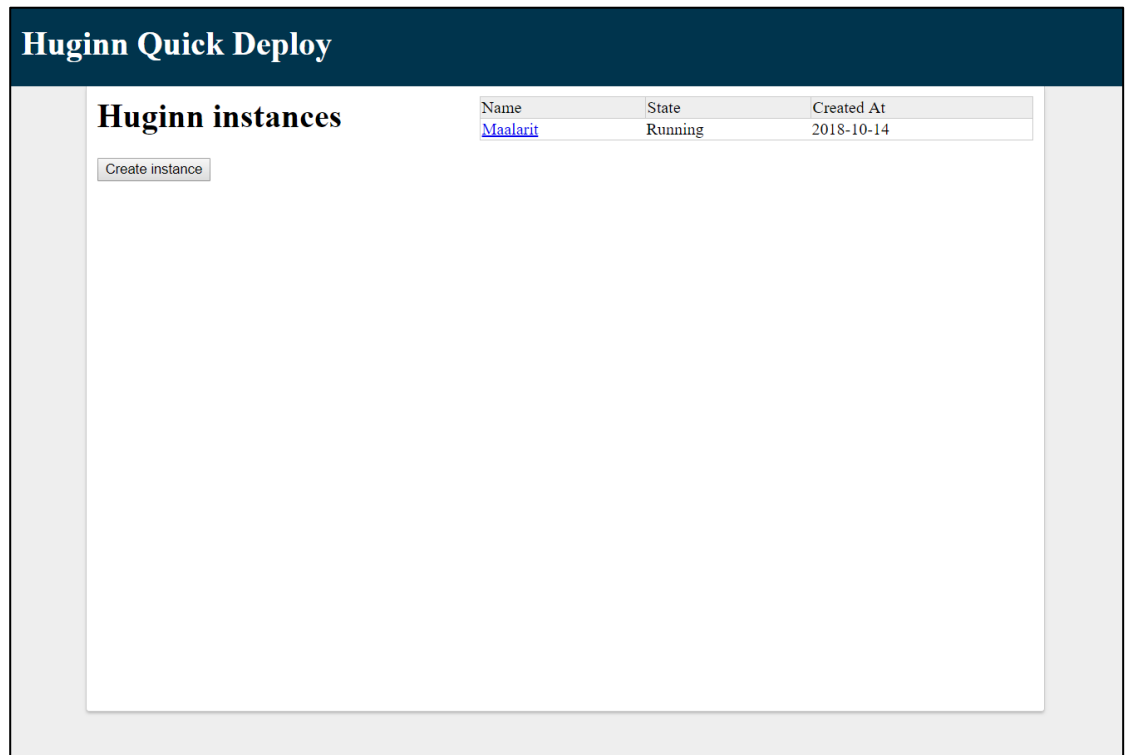 Huginn Quick Deploy
Huginn instances
Create instance
Name State Created At
Maalarit Running 2018-10-14